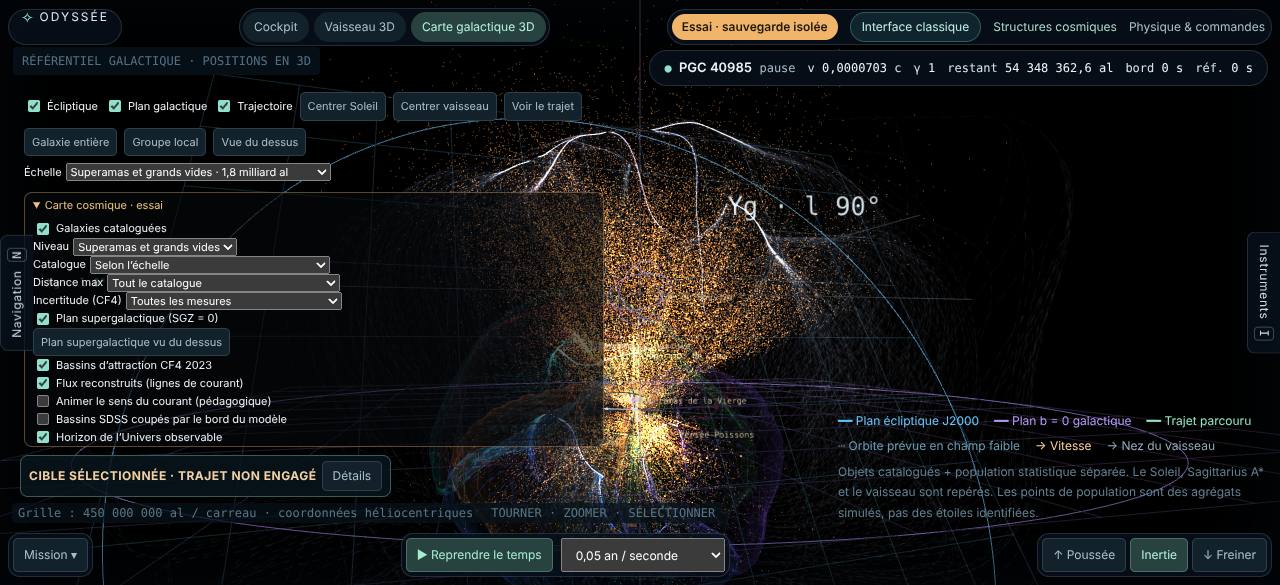 ✧ ODYSSÉE
Cockpit Vaisseau 3D Carte galactique 3D
Essai · sauvegarde isolée Interface classique Structures cosmiques Physique & commandes
RÉFÉRENTIEL GALACTIQUE · POSITIONS EN 3D
PGC 40985 pause v 0,0000703 c γ 1 restant 54 348 362,6 al bord 0 s réf. 0 s
Écliptique Plan galactique Trajectoire Centrer Soleil Centrer vaisseau Voir le trajet
Galaxie entière Groupe local Vue du dessus
Échelle Superamas et grands vides · 1,8 milliard al
▼ Carte cosmique · essai
Yg · l 90°
Galaxies cataloguées
Niveau Superamas et grands vides
Catalogue Selon l'échelle
Distance max Tout le catalogue
Incertitude (CF4) Toutes les mesures
Plan supergalactique (SGZ = 0)
Plan supergalactique vu du dessus
Bassins d'attraction CF4 2023
Flux reconstruits (lignes de courant)
Animer le sens du courant (pédagogique)
Bassins SDSS coupés par le bord du modèle
Horizon de l'Univers observable
Navigation N
Instruments I
de la Vierge
Poissons
Plan écliptique J2000 Plan b = 0 galactique Trajet parcouru
Orbite prévue en champ faible → Vitesse → Nez du vaisseau
Objets catalogués + population statistique séparée. Le Soleil, Sagittarius A*
et le vaisseau sont repérés. Les points de population sont des agrégats
simulés, pas des étoiles identifiées.
CIBLE SÉLECTIONNÉE · TRAJET NON ENGAGÉ Détails
Grille : 450 000 000 al / carreau · coordonnées héliocentriques TOURNER · ZOOMER · SÉLECTIONNER
Mission ▾
▶ Reprendre le temps 0,05 an / seconde
↑ Poussée Inertie ↓ Freiner